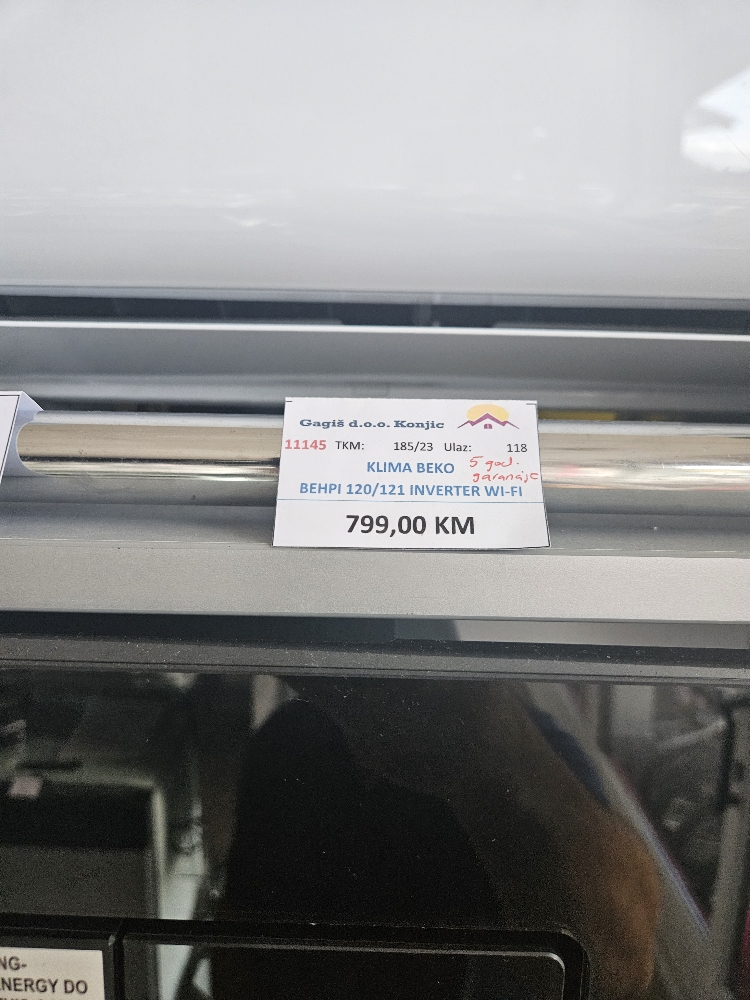 Gagiš d.o.o. Konjic
11145 TKM: 185/23 Ulaz: 118
KLIMA BEKO 5 god. garancije
BEHPI 120/121 INVERTER WI-FI
799,00 KM
NG-
ENERGY DO